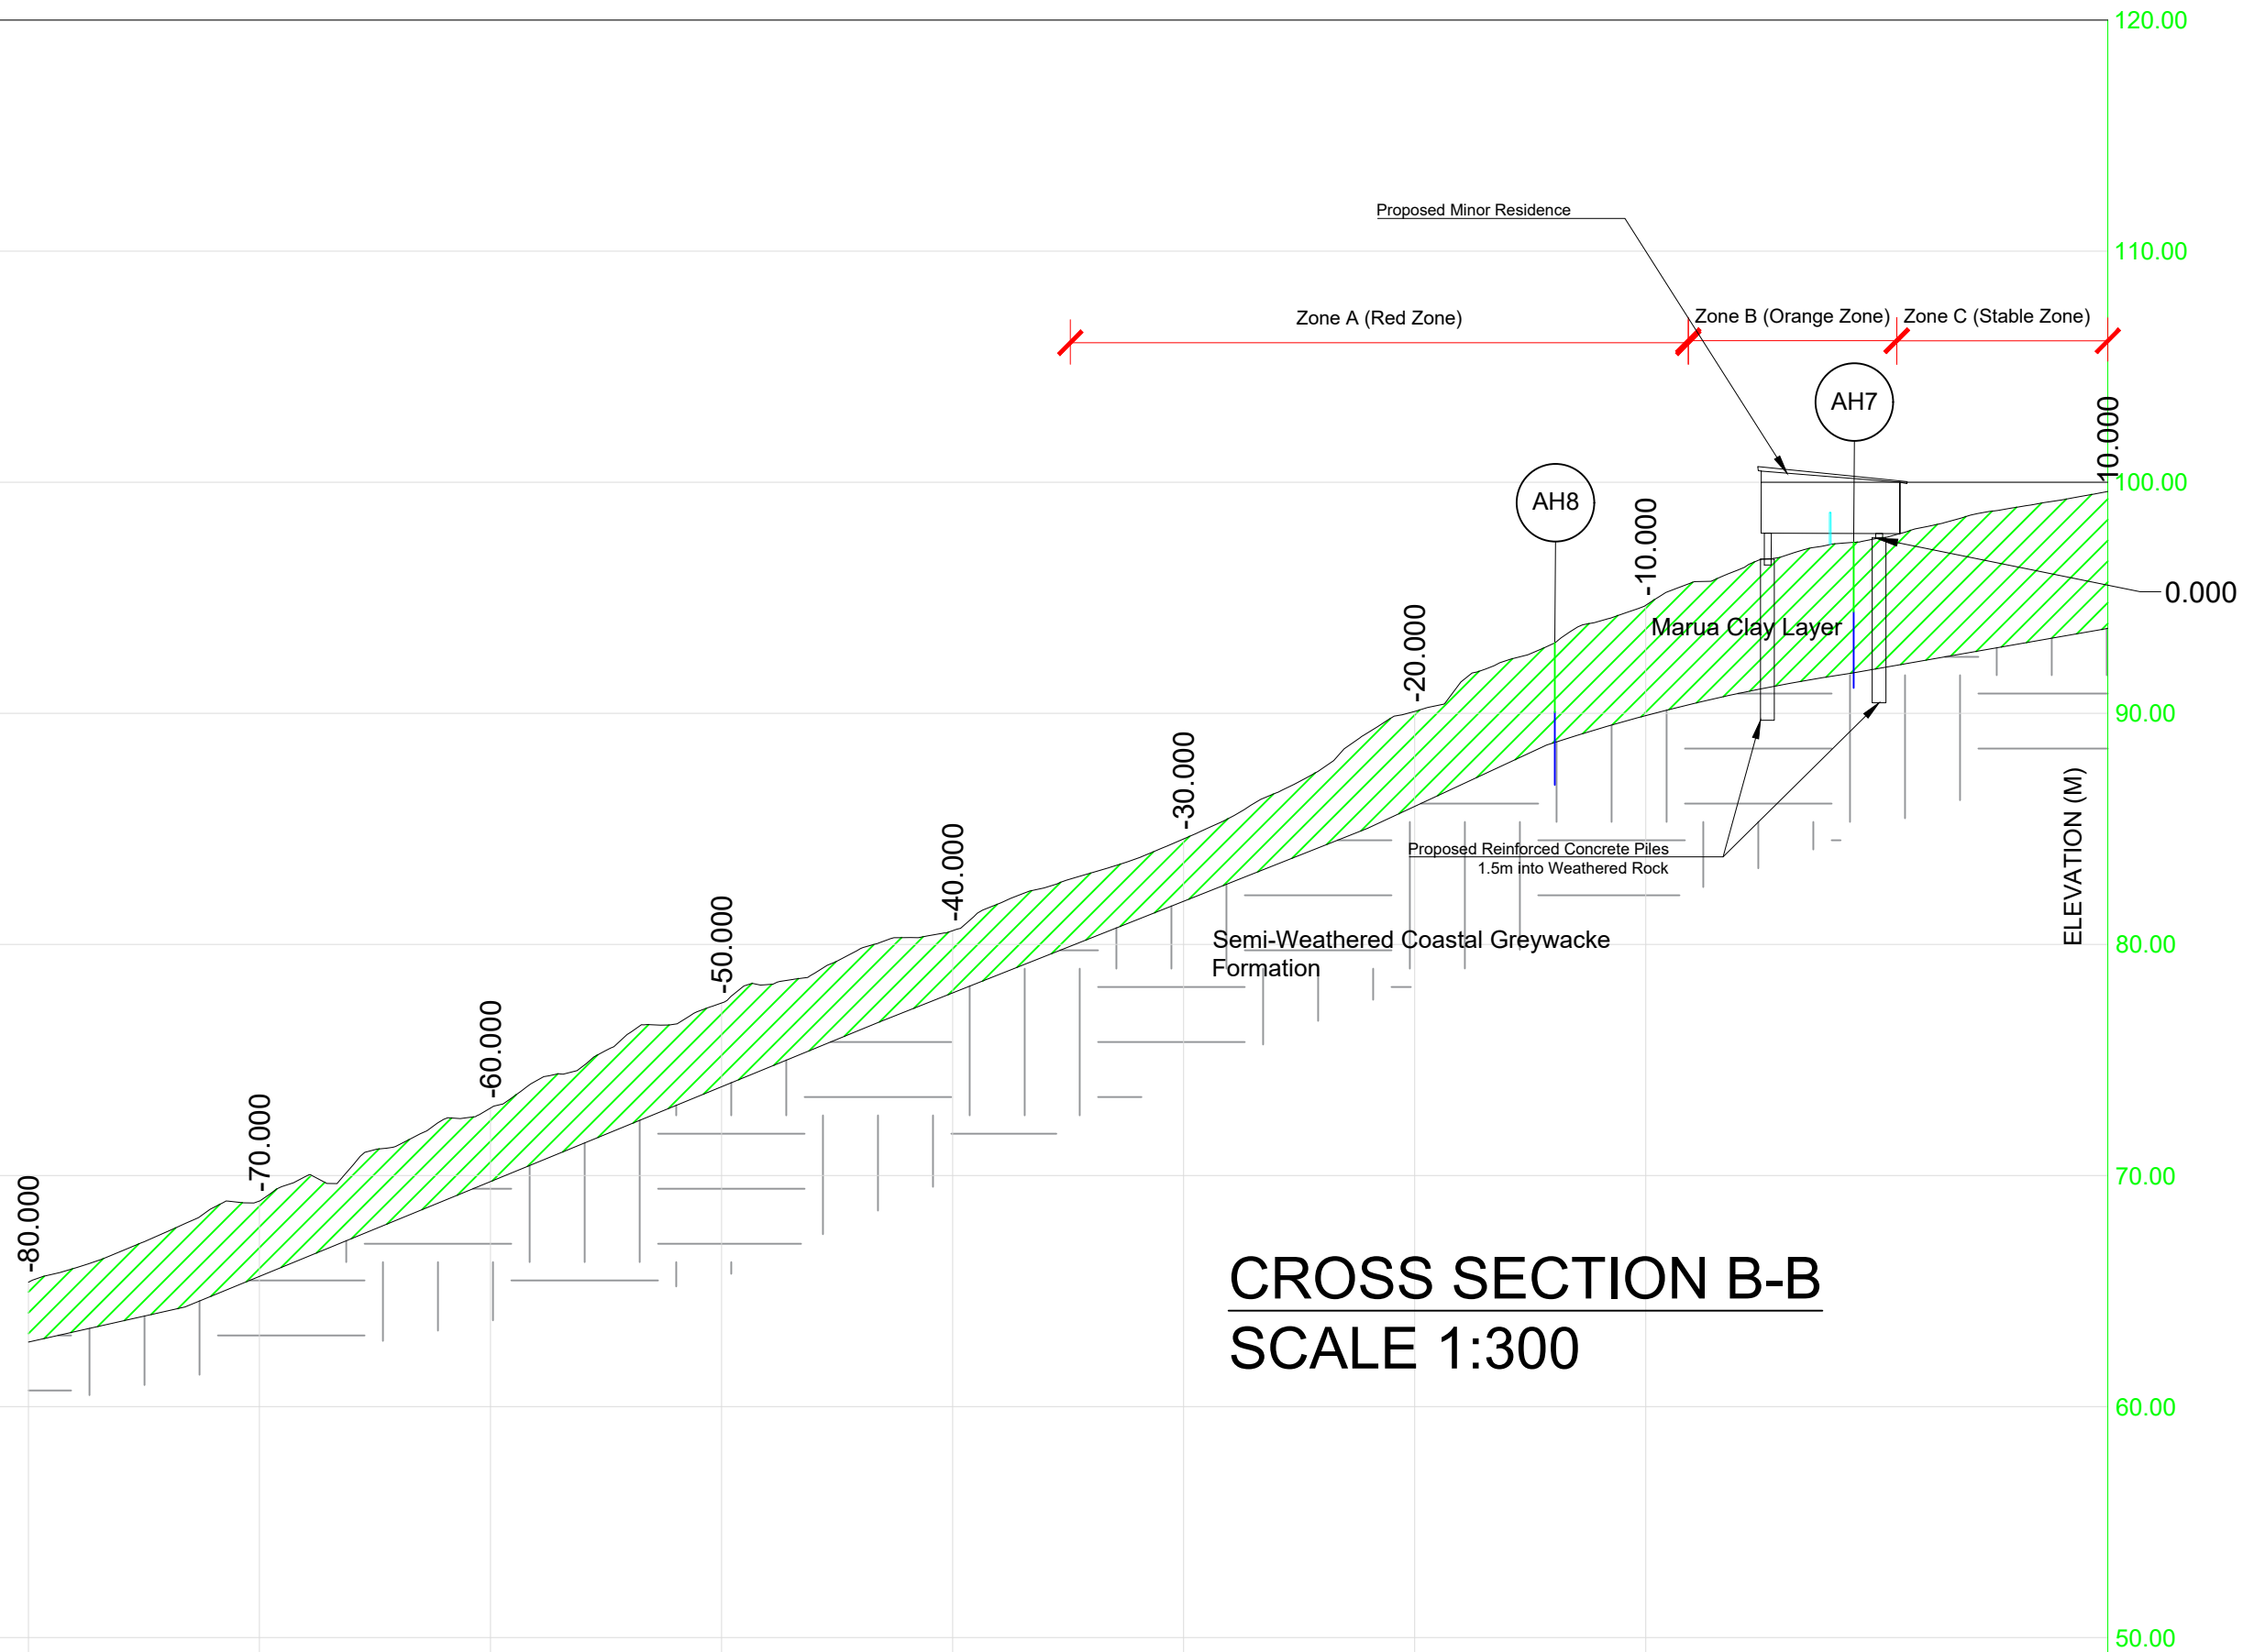 120.00
Proposed Minor Residence
110.00
Zone A (Red Zone)
Zone B (Orange Zone)
Zone C (Stable Zone)
AH7
10.000
100.00
AH8
-10.000
0.000
-20.000
Marua Clay Layer
90.00
-30.000
ELEVATION (M)
-40.000
Proposed Reinforced Concrete Piles
1.5m into Weathered Rock
-50.000
Semi-Weathered Coastal Greywacke
Formation
80.00
-60.000
-70.000
70.00
-80.000
CROSS SECTION B-B
SCALE 1:300
60.00
50.00